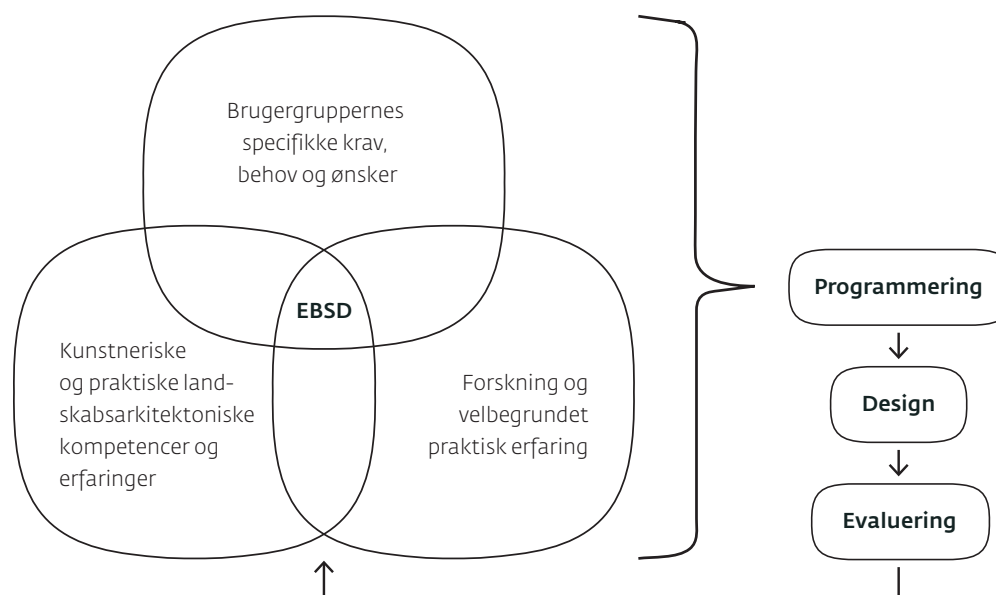 Brugergruppernes
specifikke krav,
behov og ønsker
EBSD
Kunstneriske
og praktiske land-
skabsarkitektoniske
kompetencer og
erfaringer
Forskning og
velbegrundet
praktisk erfaring
Programmering
Design
Evaluering